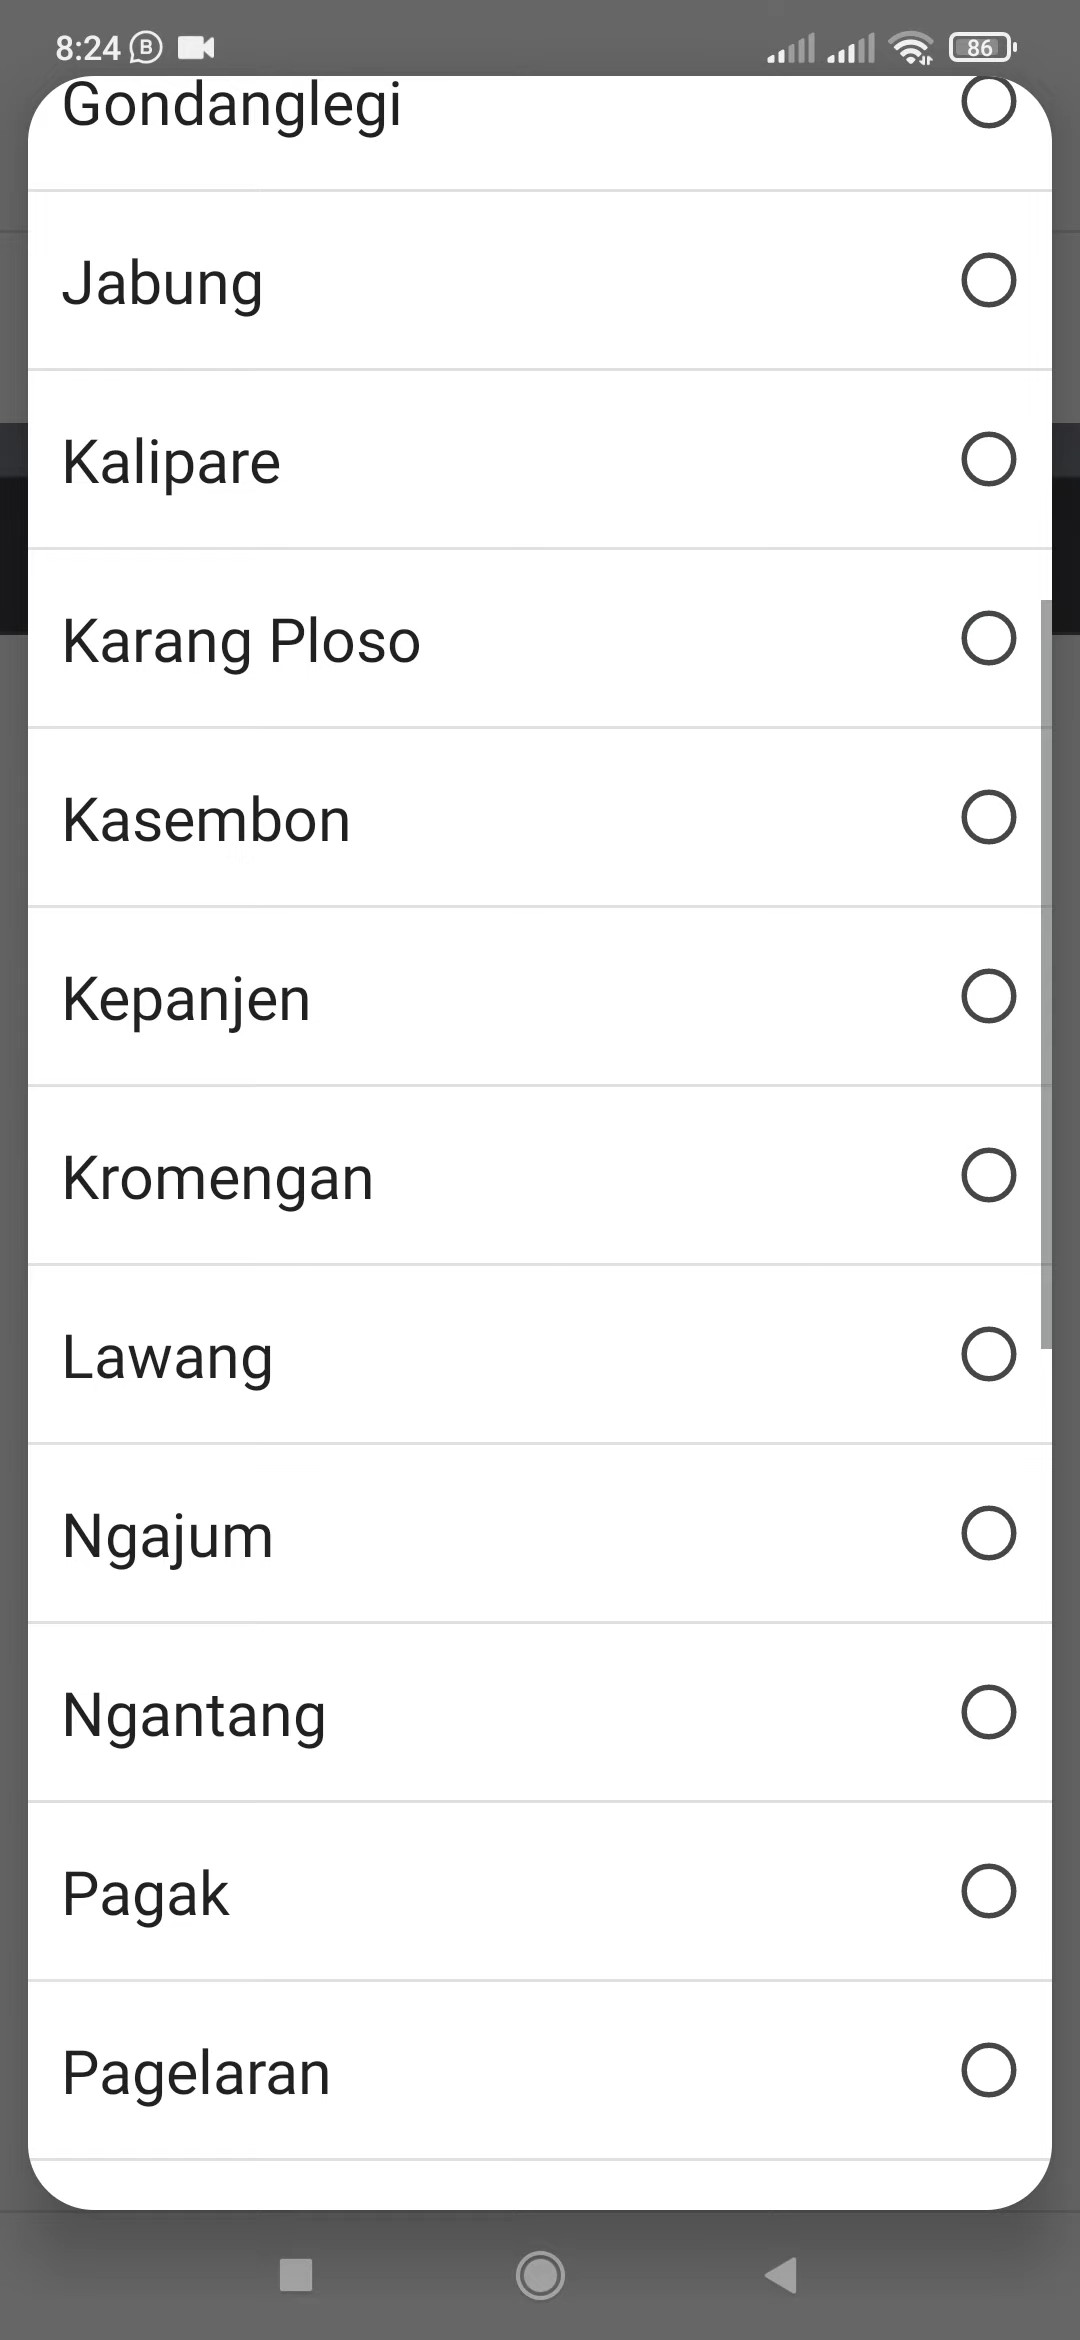 8:24 B 86
Gondanglegi
Jabung
Kalipare
Karang Ploso
Kasembon
Kepanjen
Kromengan
Lawang
Ngajum
Ngantang
Pagak
Pagelaran